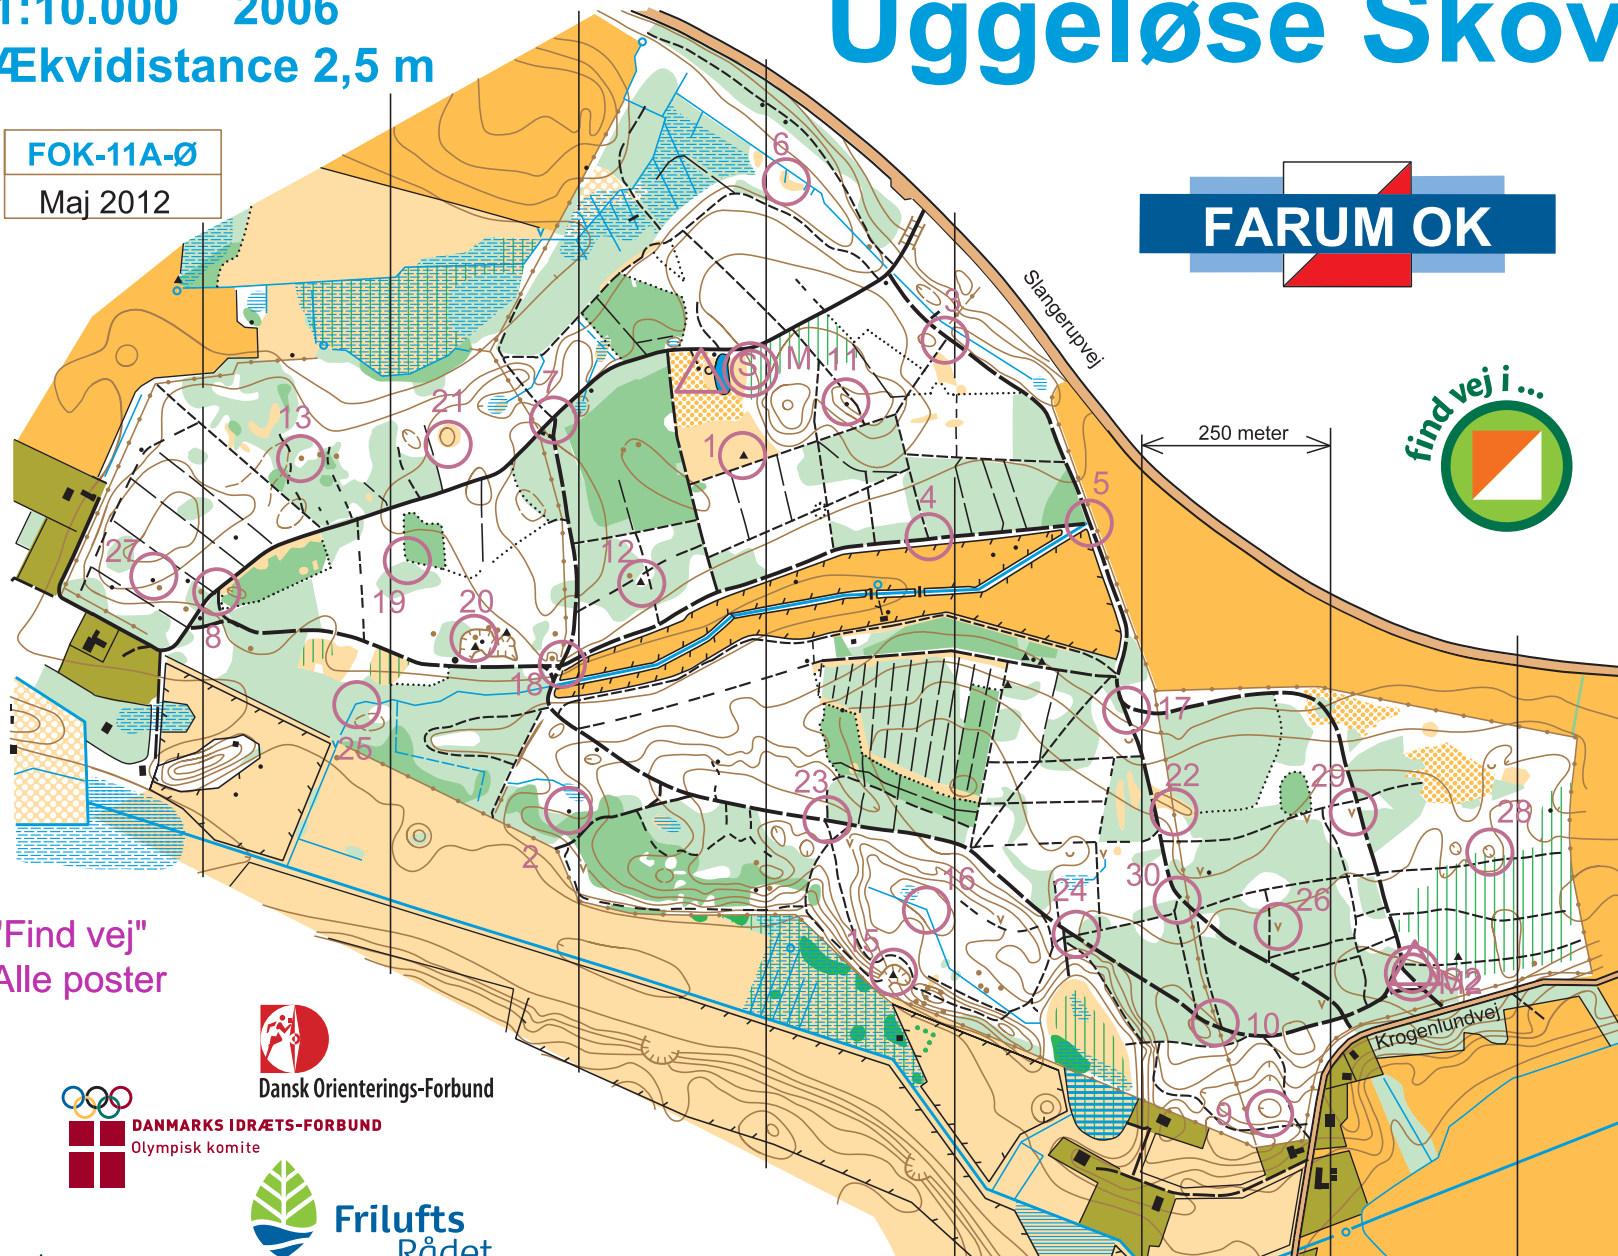 1:10.000 2006
Ækvidistance 2,5 m
Uggeløse Skov
FOK-11A-Ø
Maj 2012
FARUM OK
Slangerupvej
find vej i ...
250 meter
6
3
S
M
11
7
21
13
1
4
5
12
27
19
20
8
18
25
17
23
22
29
28
2
16
30
24
26
15
M2
10
Krogenlundvej
9
"Find vej"
Alle poster
Dansk Orienterings-Forbund
DANMARKS IDRÆTS-FORBUND
Olympisk komite
Frilufts
Rådet